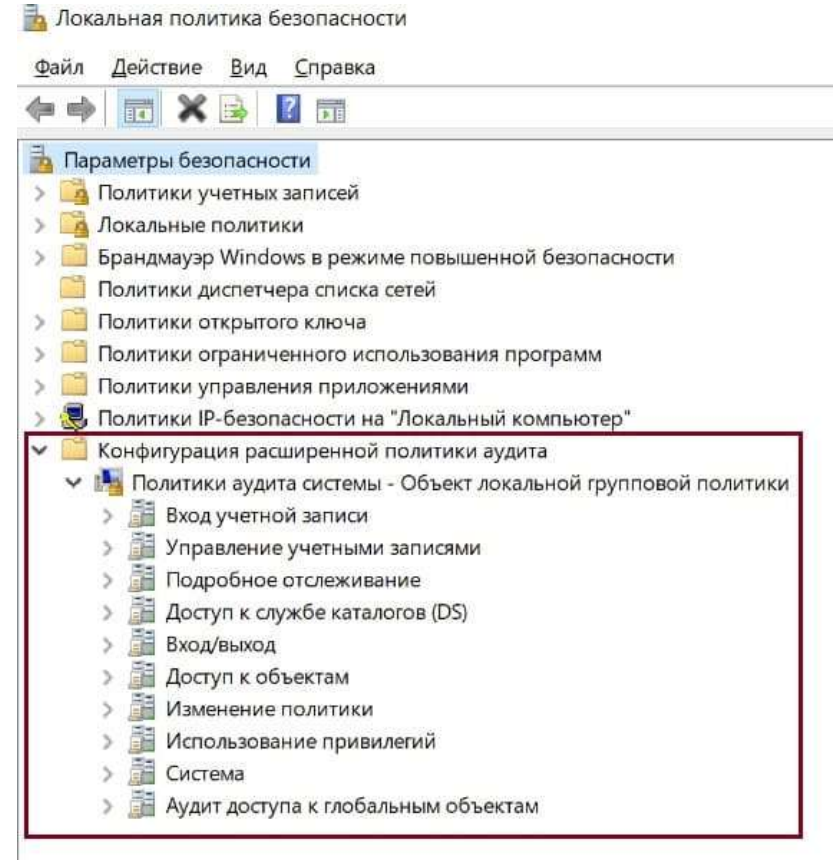 Локальная политика безопасности
Файл Действие Вид Справка
Параметры безопасности
Политики учетных записей
Локальные политики
Брандмауэр Windows в режиме повышенной безопасности
Политики диспетчера списка сетей
Политики открытого ключа
Политики ограниченного использования программ
Политики управления приложениями
Политики IP-безопасности на "Локальный компьютер"
Конфигурация расширенной политики аудита
Политики аудита системы - Объект локальной групповой политики
Вход учетной записи
Управление учетными записями
Подробное отслеживание
Доступ к службе каталогов (DS)
Вход/выход
Доступ к объектам
Изменение политики
Использование привилегий
Система
Аудит доступа к глобальным объектам